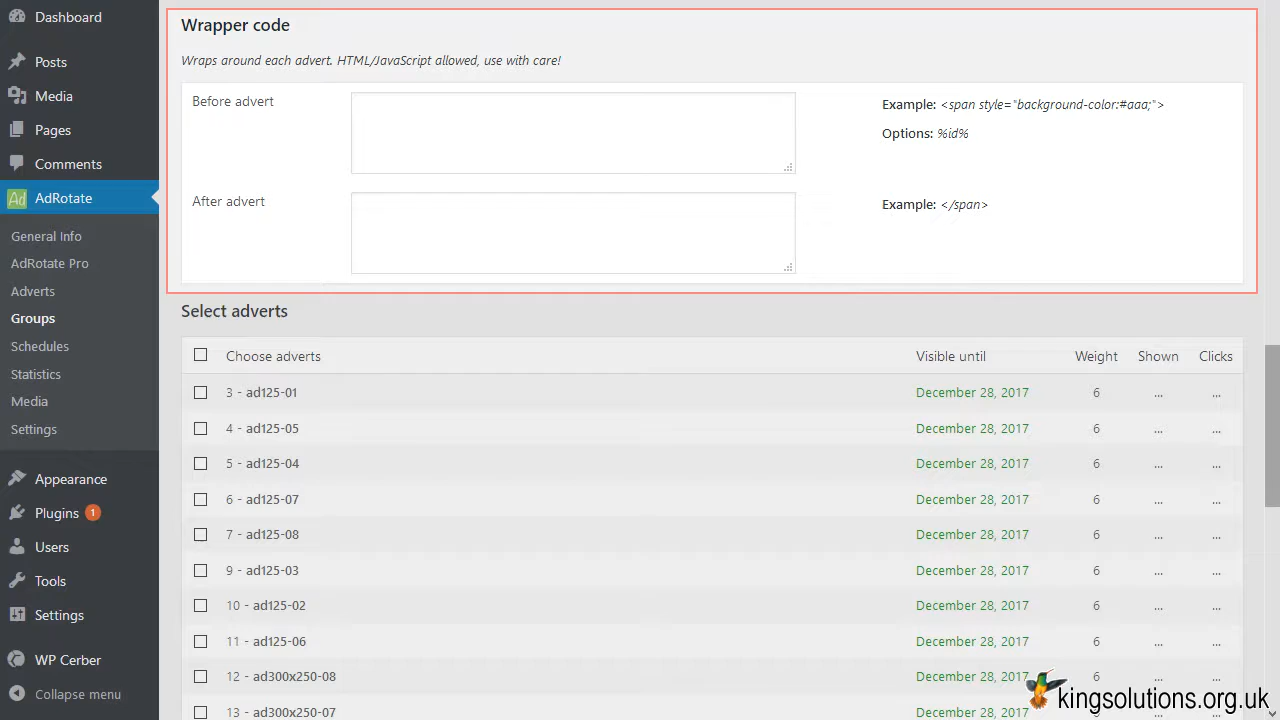 Dashboard
Posts
Media
Pages
Comments
AdRotate
General Info
AdRotate Pro
Adverts
Groups
Schedules
Statistics
Media
Settings
Appearance
Plugins 1
Users
Tools
Settings
WP Cerber
Collapse menu
Wrapper code
Wraps around each advert. HTML/JavaScript allowed, use with care!
Before advert
Example: <span style="background-color:#aaa;">
Options: %id%
After advert
Example: </span>
Select adverts
Choose adverts Visible until Weight Shown Clicks
3 - ad125-01 December 28, 2017 6 ... ...
4 - ad125-05 December 28, 2017 6 ... ...
5 - ad125-04 December 28, 2017 6 ... ...
6 - ad125-07 December 28, 2017 6 ... ...
7 - ad125-08 December 28, 2017 6 ... ...
9 - ad125-03 December 28, 2017 6 ... ...
10 - ad125-02 December 28, 2017 6 ... ...
11 - ad125-06 December 28, 2017 6 ... ...
12 - ad300x250-08 December 28, 2017 6 ... ...
13 - ad300x250-07 December 28, 2017 6
kingsolutions.org.uk